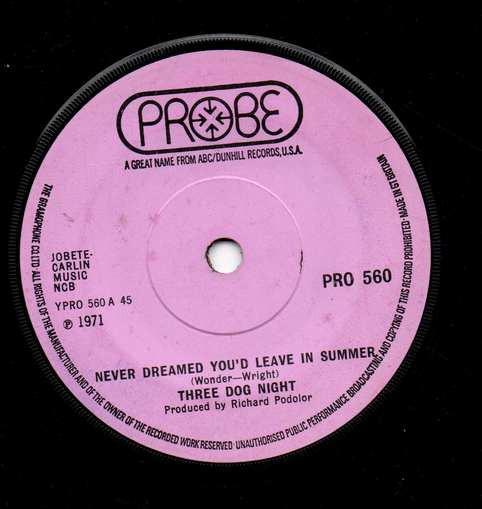 PROBE
A GREAT NAME FROM ABC/DUNHILL RECORDS, U.S.A.
JOBETE-
CARLIN
MUSIC
NCB
YPRO 560 A 45
℗ 1971
PRO 560
NEVER DREAMED YOU'D LEAVE IN SUMMER
(Wonder—Wright)
THREE DOG NIGHT
Produced by Richard Podolor
THE GRAMOPHONE CO. LTD · ALL RIGHTS OF THE MANUFACTURER AND OF THE OWNER OF THE RECORDED WORK RESERVED · UNAUTHORISED PUBLIC PERFORMANCE BROADCASTING AND COPYING OF THIS RECORD PROHIBITED · MADE IN GT BRITAIN